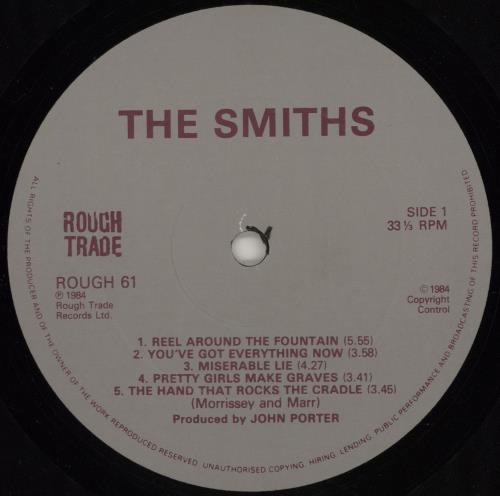 THE SMITHS
ROUGH
TRADE
ROUGH 61
℗ 1984
Rough Trade
Records Ltd.
SIDE 1
33 ⅓ RPM
© 1984
Copyright
Control
1. REEL AROUND THE FOUNTAIN (5.55)
2. YOU'VE GOT EVERYTHING NOW (3.58)
3. MISERABLE LIE (4.27)
4. PRETTY GIRLS MAKE GRAVES (3.41)
5. THE HAND THAT ROCKS THE CRADLE (3.45)
(Morrissey and Marr)
Produced by JOHN PORTER
ALL RIGHTS OF THE PRODUCER AND OF THE OWNER OF THE WORK REPRODUCED RESERVED. UNAUTHORISED COPYING, HIRING, LENDING, PUBLIC PERFORMANCE AND BROADCASTING OF THIS RECORD PROHIBITED